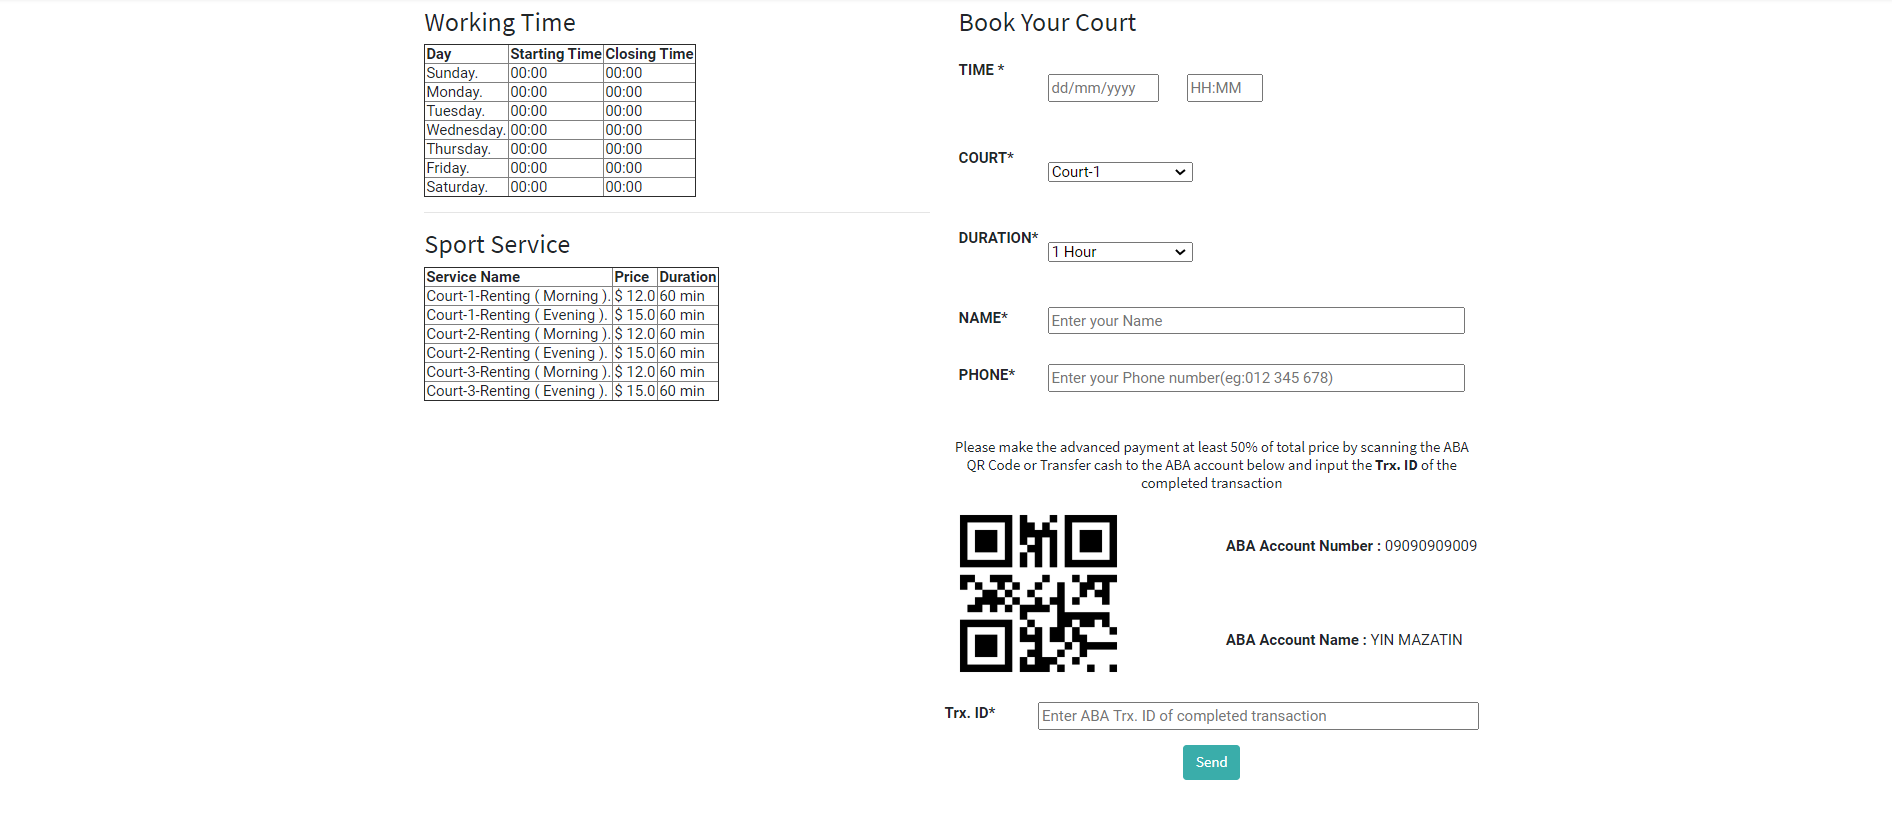 Working Time
Day Starting Time Closing Time
Sunday. 00:00 00:00
Monday. 00:00 00:00
Tuesday. 00:00 00:00
Wednesday. 00:00 00:00
Thursday. 00:00 00:00
Friday. 00:00 00:00
Saturday. 00:00 00:00
Sport Service
Service Name Price Duration
Court-1-Renting ( Morning ). $ 12.0 60 min
Court-1-Renting ( Evening ). $ 15.0 60 min
Court-2-Renting ( Morning ). $ 12.0 60 min
Court-2-Renting ( Evening ). $ 15.0 60 min
Court-3-Renting ( Morning ). $ 12.0 60 min
Court-3-Renting ( Evening ). $ 15.0 60 min
Book Your Court
TIME *
dd/mm/yyyy HH:MM
COURT*
Court-1
DURATION*
1 Hour
NAME*
Enter your Name
PHONE*
Enter your Phone number(eg:012 345 678)
Please make the advanced payment at least 50% of total price by scanning the ABA
QR Code or Transfer cash to the ABA account below and input the Trx. ID of the
completed transaction
ABA Account Number : 09090909009
ABA Account Name : YIN MAZATIN
Trx. ID*
Enter ABA Trx. ID of completed transaction
Send